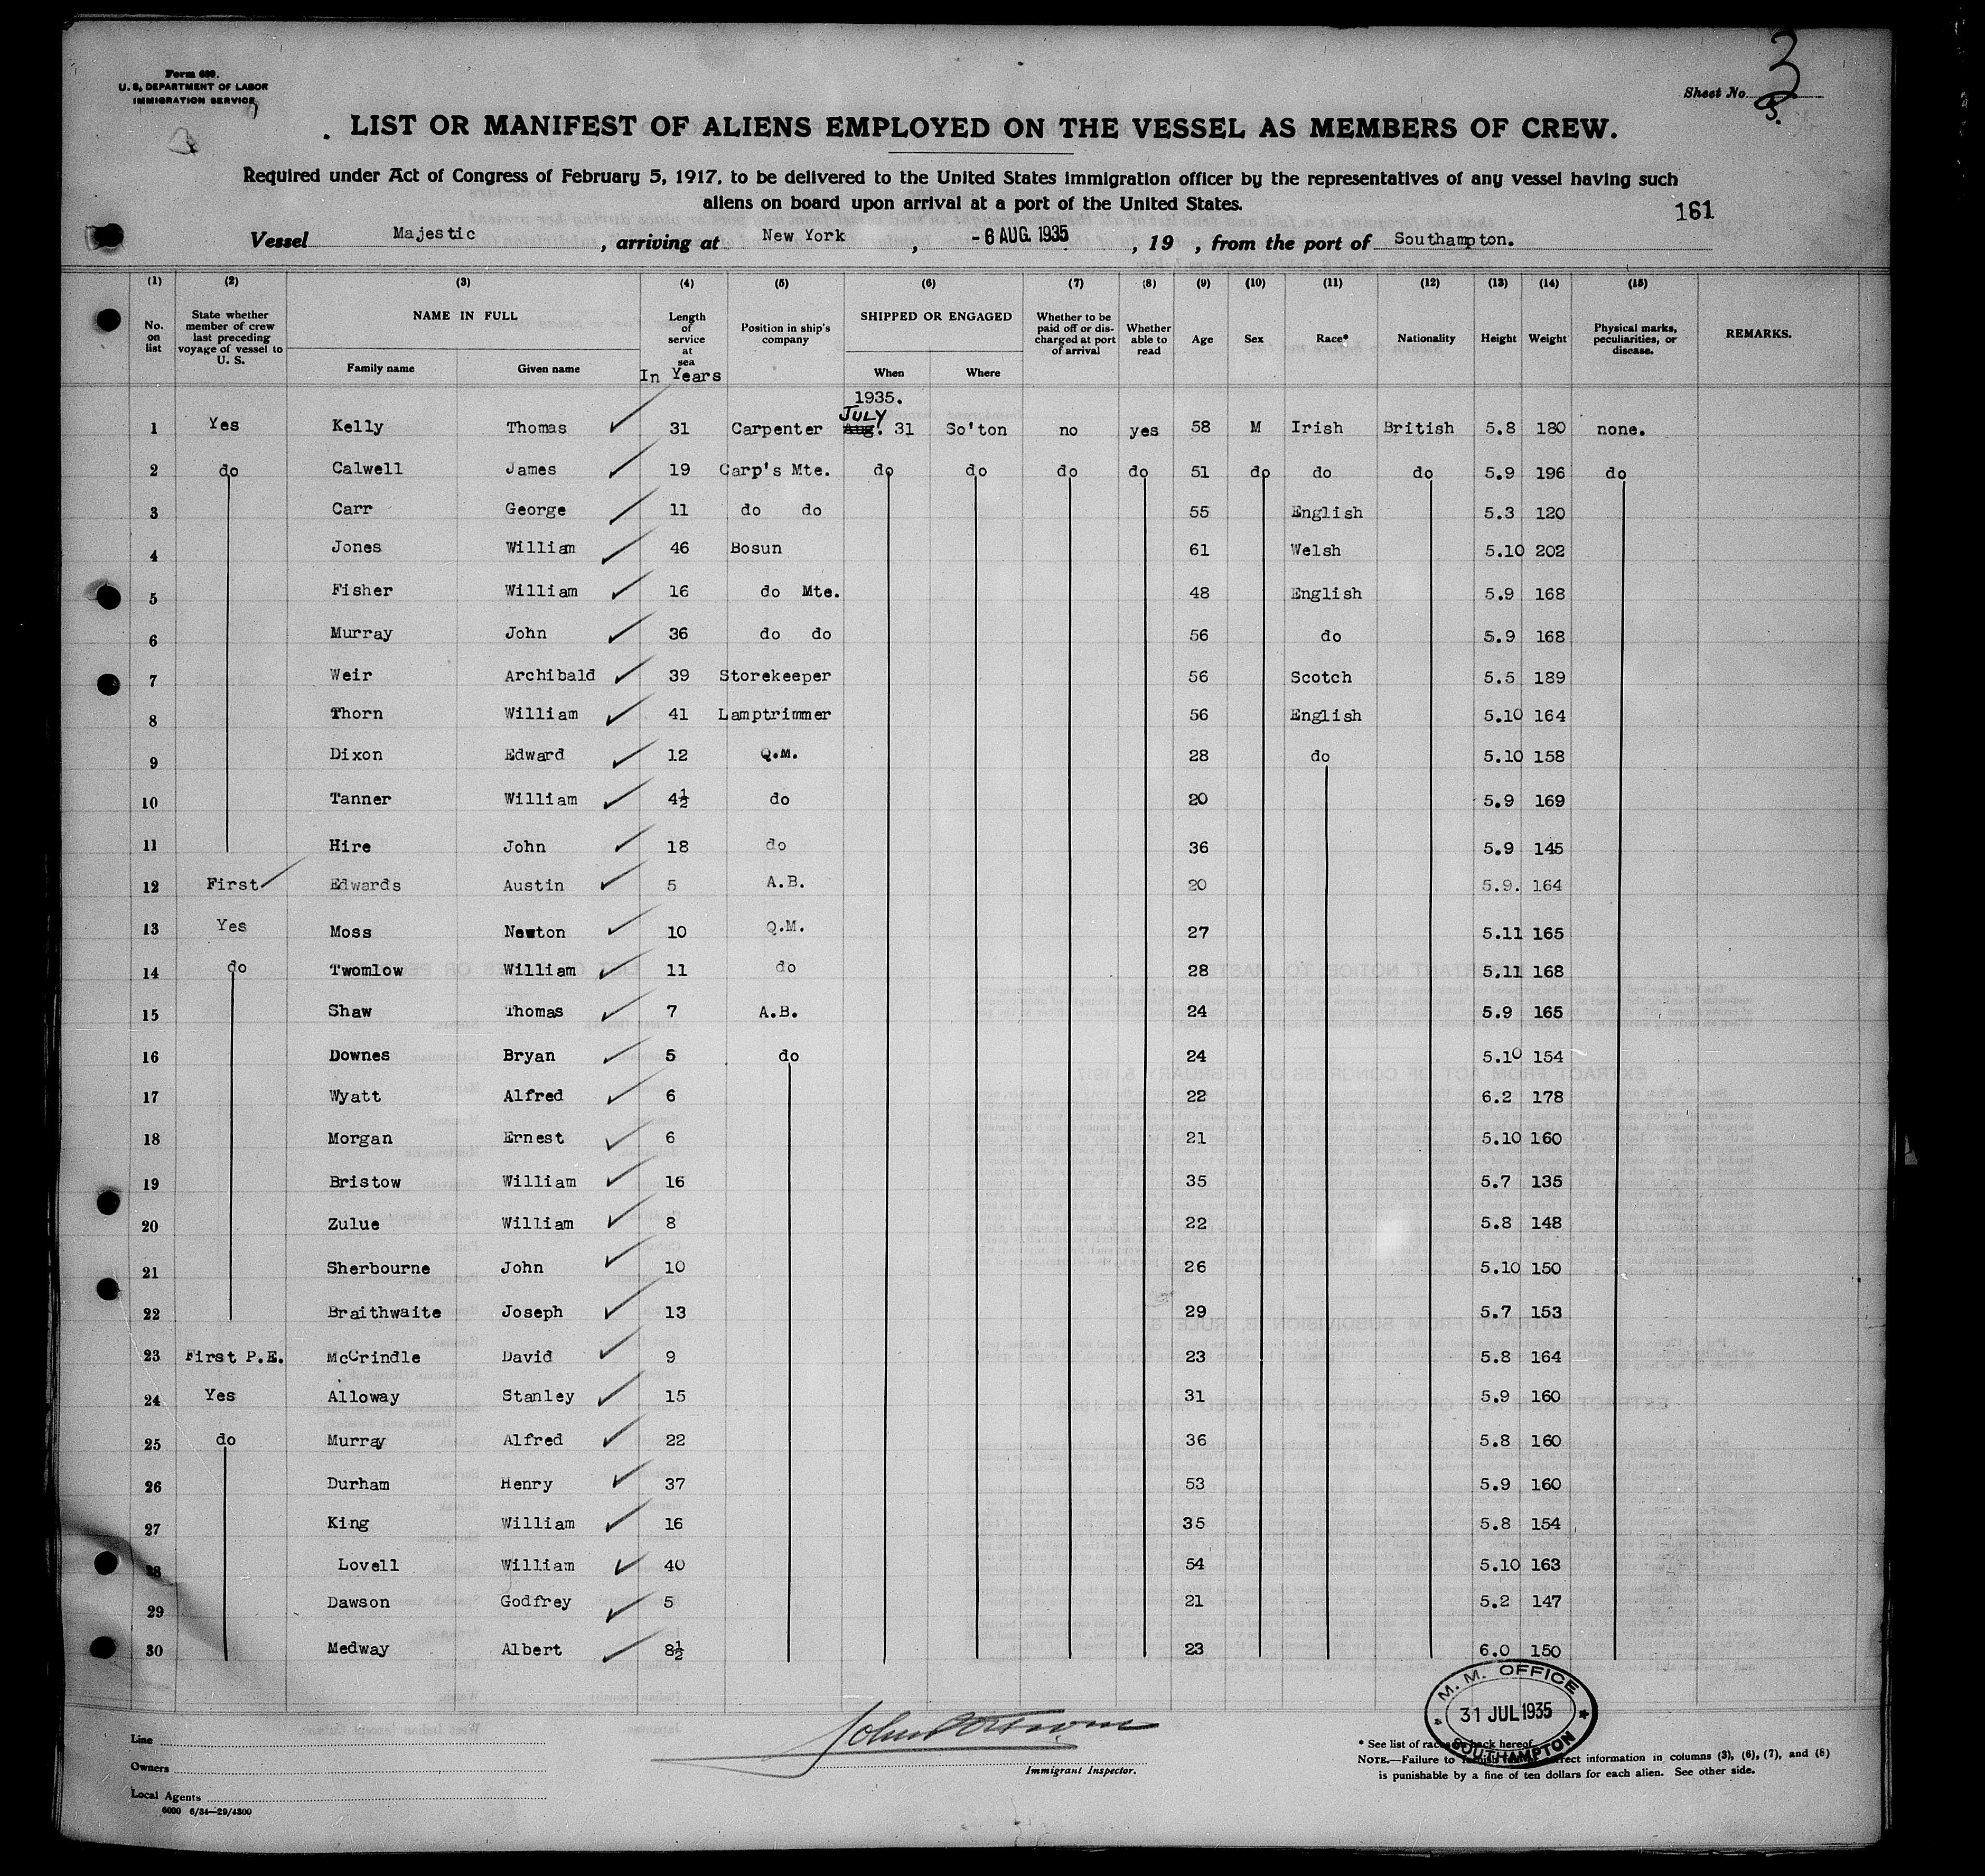 Form 689.
U. S. DEPARTMENT OF LABOR
IMMIGRATION SERVICE
Sheet No. 3
LIST OR MANIFEST OF ALIENS EMPLOYED ON THE VESSEL AS MEMBERS OF CREW.
Required under Act of Congress of February 5, 1917, to be delivered to the United States immigration officer by the representatives of any vessel having such
aliens on board upon arrival at a port of the United States.
161
Vessel Majestic, arriving at New York, -6 AUG. 1935, 19 , from the port of Southampton.
(1) (2) (3) (4) (5) (6) (7) (8) (9) (10) (11) (12) (13) (14) (15)
No. on list State whether member of crew last preceding voyage of vessel to U. S. NAME IN FULL Family name Given name Length of service at sea In Years Position in ship's company SHIPPED OR ENGAGED When Where Whether to be paid off or discharged at port of arrival Whether able to read Age Sex Race* Nationality Height Weight Physical marks, peculiarities, or disease. REMARKS.
1935.
JULY
1 Yes Kelly Thomas 31 Carpenter Aug. 31 So'ton no yes 58 M Irish British 5.8 180 none.
2 do Calwell James 19 Carp's Mte. do do do do 51 do do do 5.9 196 do
3 Carr George 11 do do 55 English 5.3 120
4 Jones William 46 Bosun 61 Welsh 5.10 202
5 Fisher William 16 do Mte. 48 English 5.9 168
6 Murray John 36 do do 56 do 5.9 168
7 Weir Archibald 39 Storekeeper 56 Scotch 5.5 189
8 Thorn William 41 Lamptrimmer 56 English 5.10 164
9 Dixon Edward 12 Q.M. 28 do 5.10 158
10 Tanner William 4½ do 20 5.9 169
11 Hire John 18 do 36 5.9 145
12 First Edwards Austin 5 A.B. 20 5.9. 164
13 Yes Moss Newton 10 Q.M. 27 5.11 165
14 do Twomlow William 11 do 28 5.11 168
15 Shaw Thomas 7 A.B. 24 5.9 165
16 Downes Bryan 5 do 24 5.10 154
17 Wyatt Alfred 6 22 6.2 178
18 Morgan Ernest 6 21 5.10 160
19 Bristow William 16 35 5.7 135
20 Zulue William 8 22 5.8 148
21 Sherbourne John 10 26 5.10 150
22 Braithwaite Joseph 13 29 5.7 153
23 First P.E. McCrindle David 9 23 5.8 164
24 Yes Alloway Stanley 15 31 5.9 160
25 do Murray Alfred 22 36 5.8 160
26 Durham Henry 37 53 5.9 160
27 King William 16 35 5.8 154
28 Lovell William 40 54 5.10 163
29 Dawson Godfrey 5 21 5.2 147
30 Medway Albert 8½ 23 6.0 150
M. M. OFFICE
31 JUL 1935
SOUTHAMPTON
Line
Owners
Local Agents
6000 6/34—29/4300
Immigrant Inspector.
* See list of races on back hereof.
NOTE.—Failure to furnish full or correct information in columns (3), (6), (7), and (8)
is punishable by a fine of ten dollars for each alien. See other side.